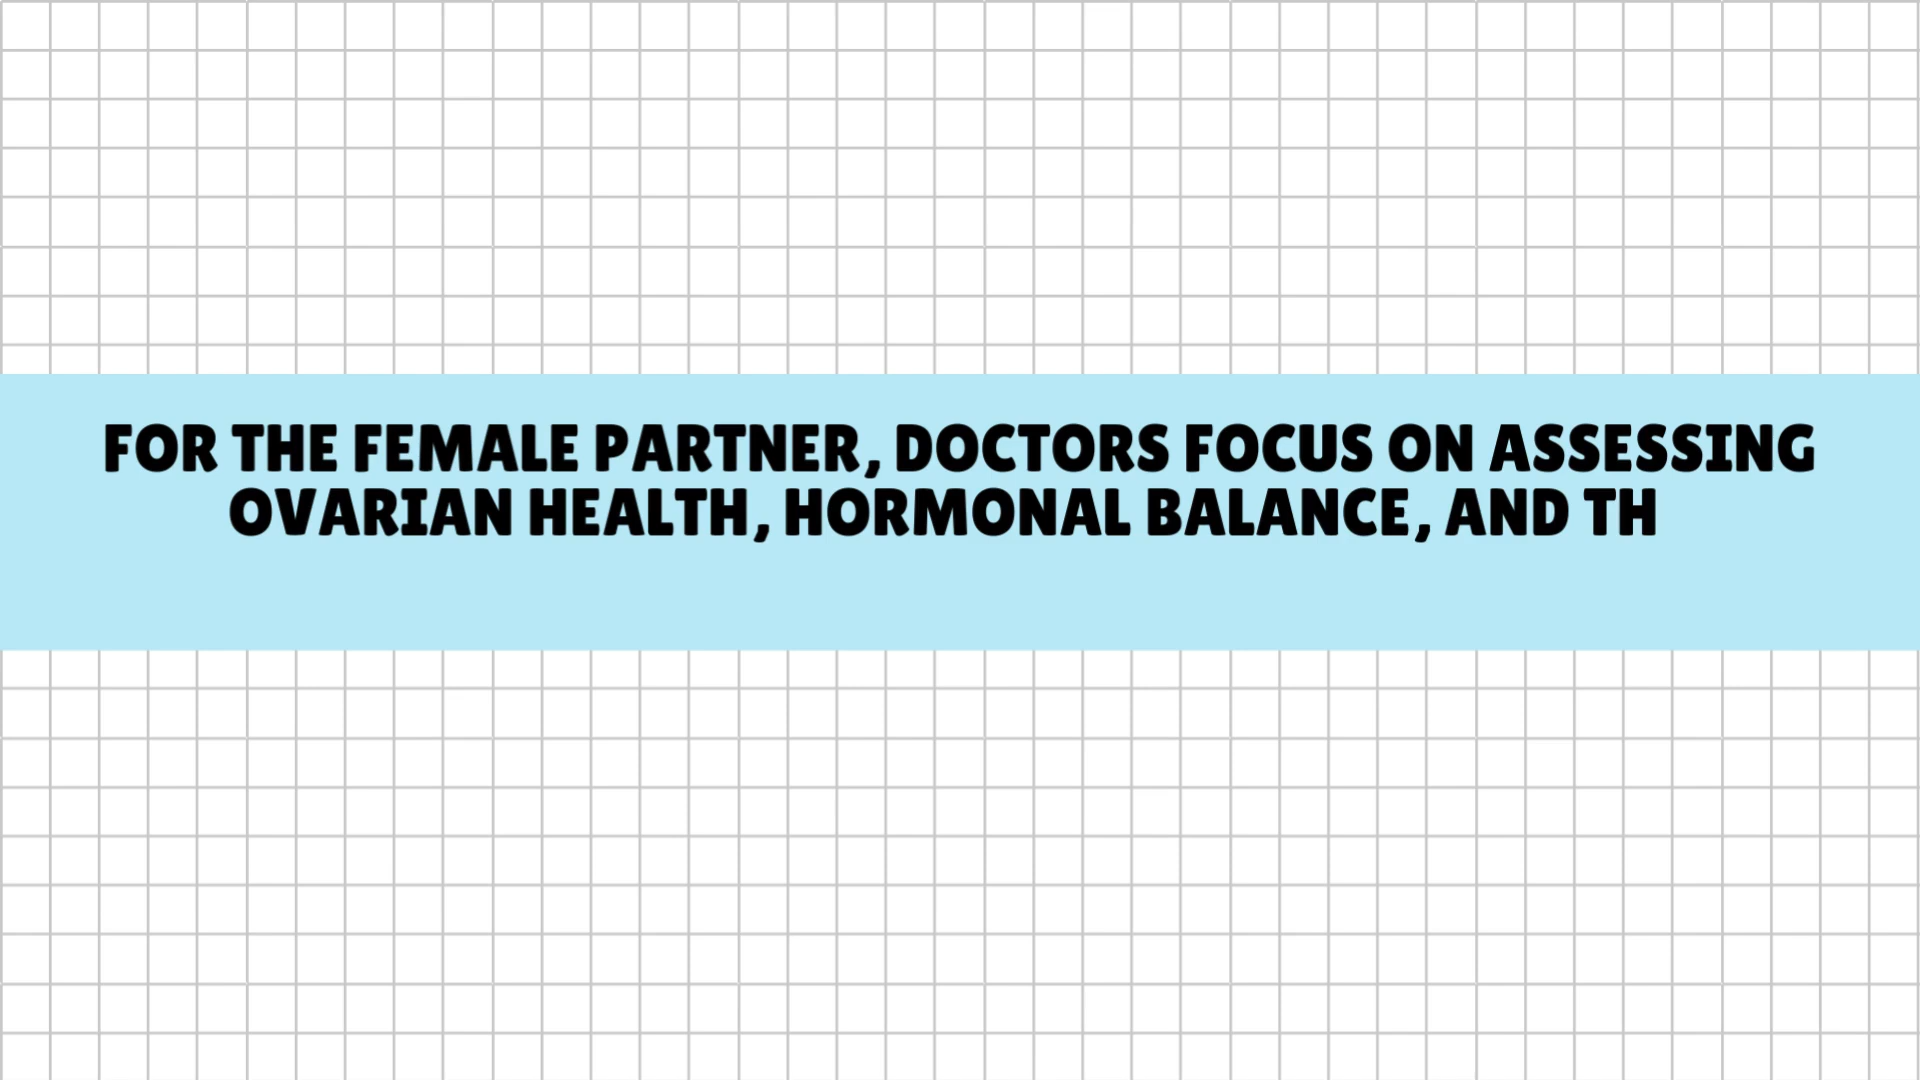 FOR THE FEMALE PARTNER, DOCTORS FOCUS ON ASSESSING
OVARIAN HEALTH, HORMONAL BALANCE, AND TH